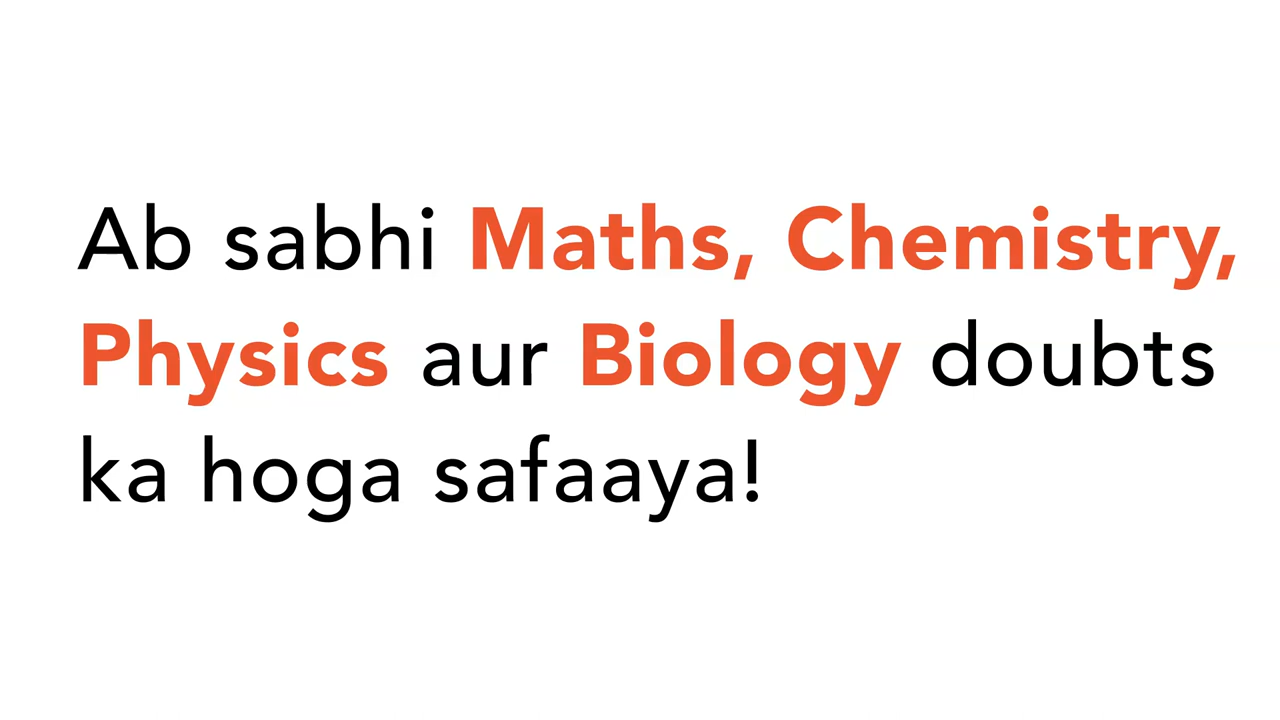 Ab sabhi Maths, Chemistry,
Physics aur Biology doubts
ka hoga safaaya!